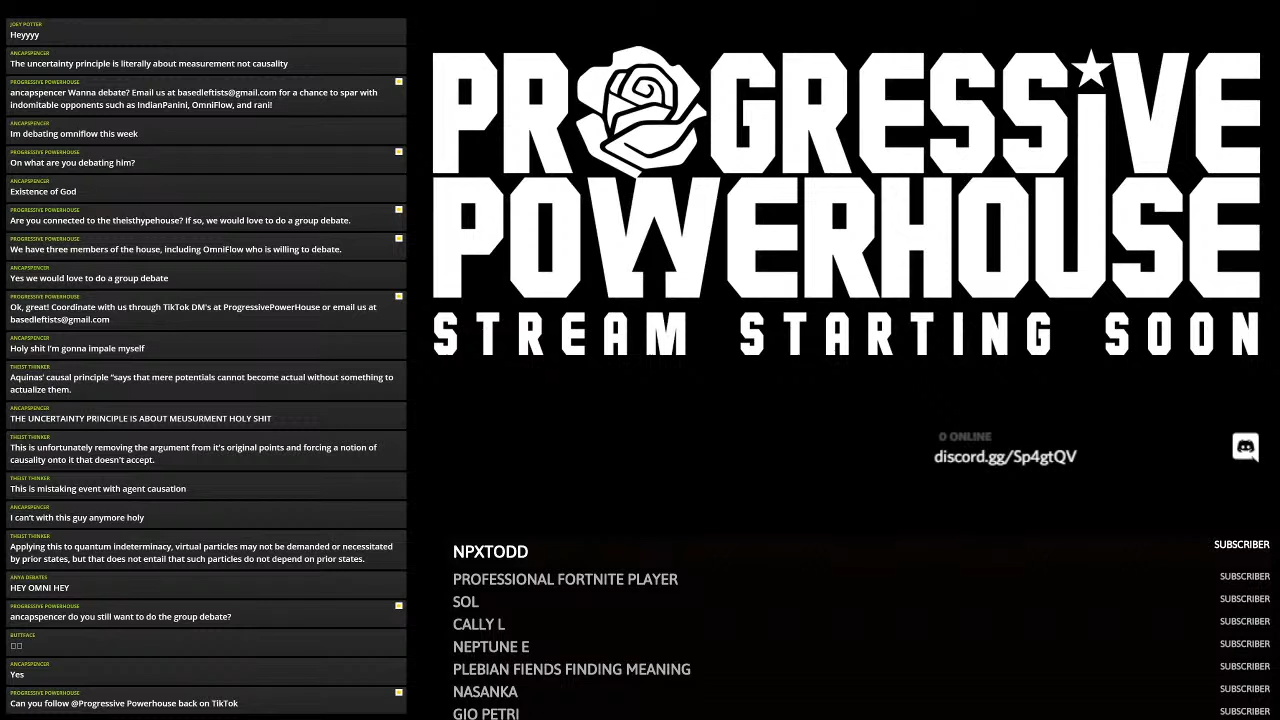 JOEY POTTER
Heyyyy
ANCAPSPENCER
The uncertainty principle is literally about measurement not causality
PROGRESSIVE POWERHOUSE
ancapspencer Wanna debate? Email us at basedleftists@gmail.com for a chance to spar with
indomitable opponents such as IndianPanini, OmniFlow, and rani!
ANCAPSPENCER
Im debating omniflow this week
PROGRESSIVE POWERHOUSE
On what are you debating him?
ANCAPSPENCER
Existence of God
PROGRESSIVE POWERHOUSE
Are you connected to the theisthypehouse? If so, we would love to do a group debate.
PROGRESSIVE POWERHOUSE
We have three members of the house, including OmniFlow who is willing to debate.
ANCAPSPENCER
Yes we would love to do a group debate
PROGRESSIVE POWERHOUSE
Ok, great! Coordinate with us through TikTok DM's at ProgressivePowerHouse or email us at
basedleftists@gmail.com
ANCAPSPENCER
Holy shit I'm gonna impale myself
THEIST THINKER
Aquinas' causal principle "says that mere potentials cannot become actual without something to
actualize them.
ANCAPSPENCER
THE UNCERTAINTY PRINCIPLE IS ABOUT MEUSURMENT HOLY SHIT
THEIST THINKER
This is unfortunately removing the argument from it's original points and forcing a notion of
causality onto it that doesn't accept.
THEIST THINKER
This is mistaking event with agent causation
ANCAPSPENCER
I can't with this guy anymore holy
THEIST THINKER
Applying this to quantum indeterminacy, virtual particles may not be demanded or necessitated
by prior states, but that does not entail that such particles do not depend on prior states.
ANYA DEBATES
HEY OMNI HEY
PROGRESSIVE POWERHOUSE
ancapspencer do you still want to do the group debate?
BUTTFACE
ANCAPSPENCER
Yes
PROGRESSIVE POWERHOUSE
Can you follow @Progressive Powerhouse back on TikTok
PROGRESSIVE
POWERHOUSE
STREAM STARTING SOON
0 ONLINE
discord.gg/Sp4gtQV
NPXTODD SUBSCRIBER
PROFESSIONAL FORTNITE PLAYER SUBSCRIBER
SOL SUBSCRIBER
CALLY L SUBSCRIBER
NEPTUNE E SUBSCRIBER
PLEBIAN FIENDS FINDING MEANING SUBSCRIBER
NASANKA SUBSCRIBER
GIO PETRI SUBSCRIBER